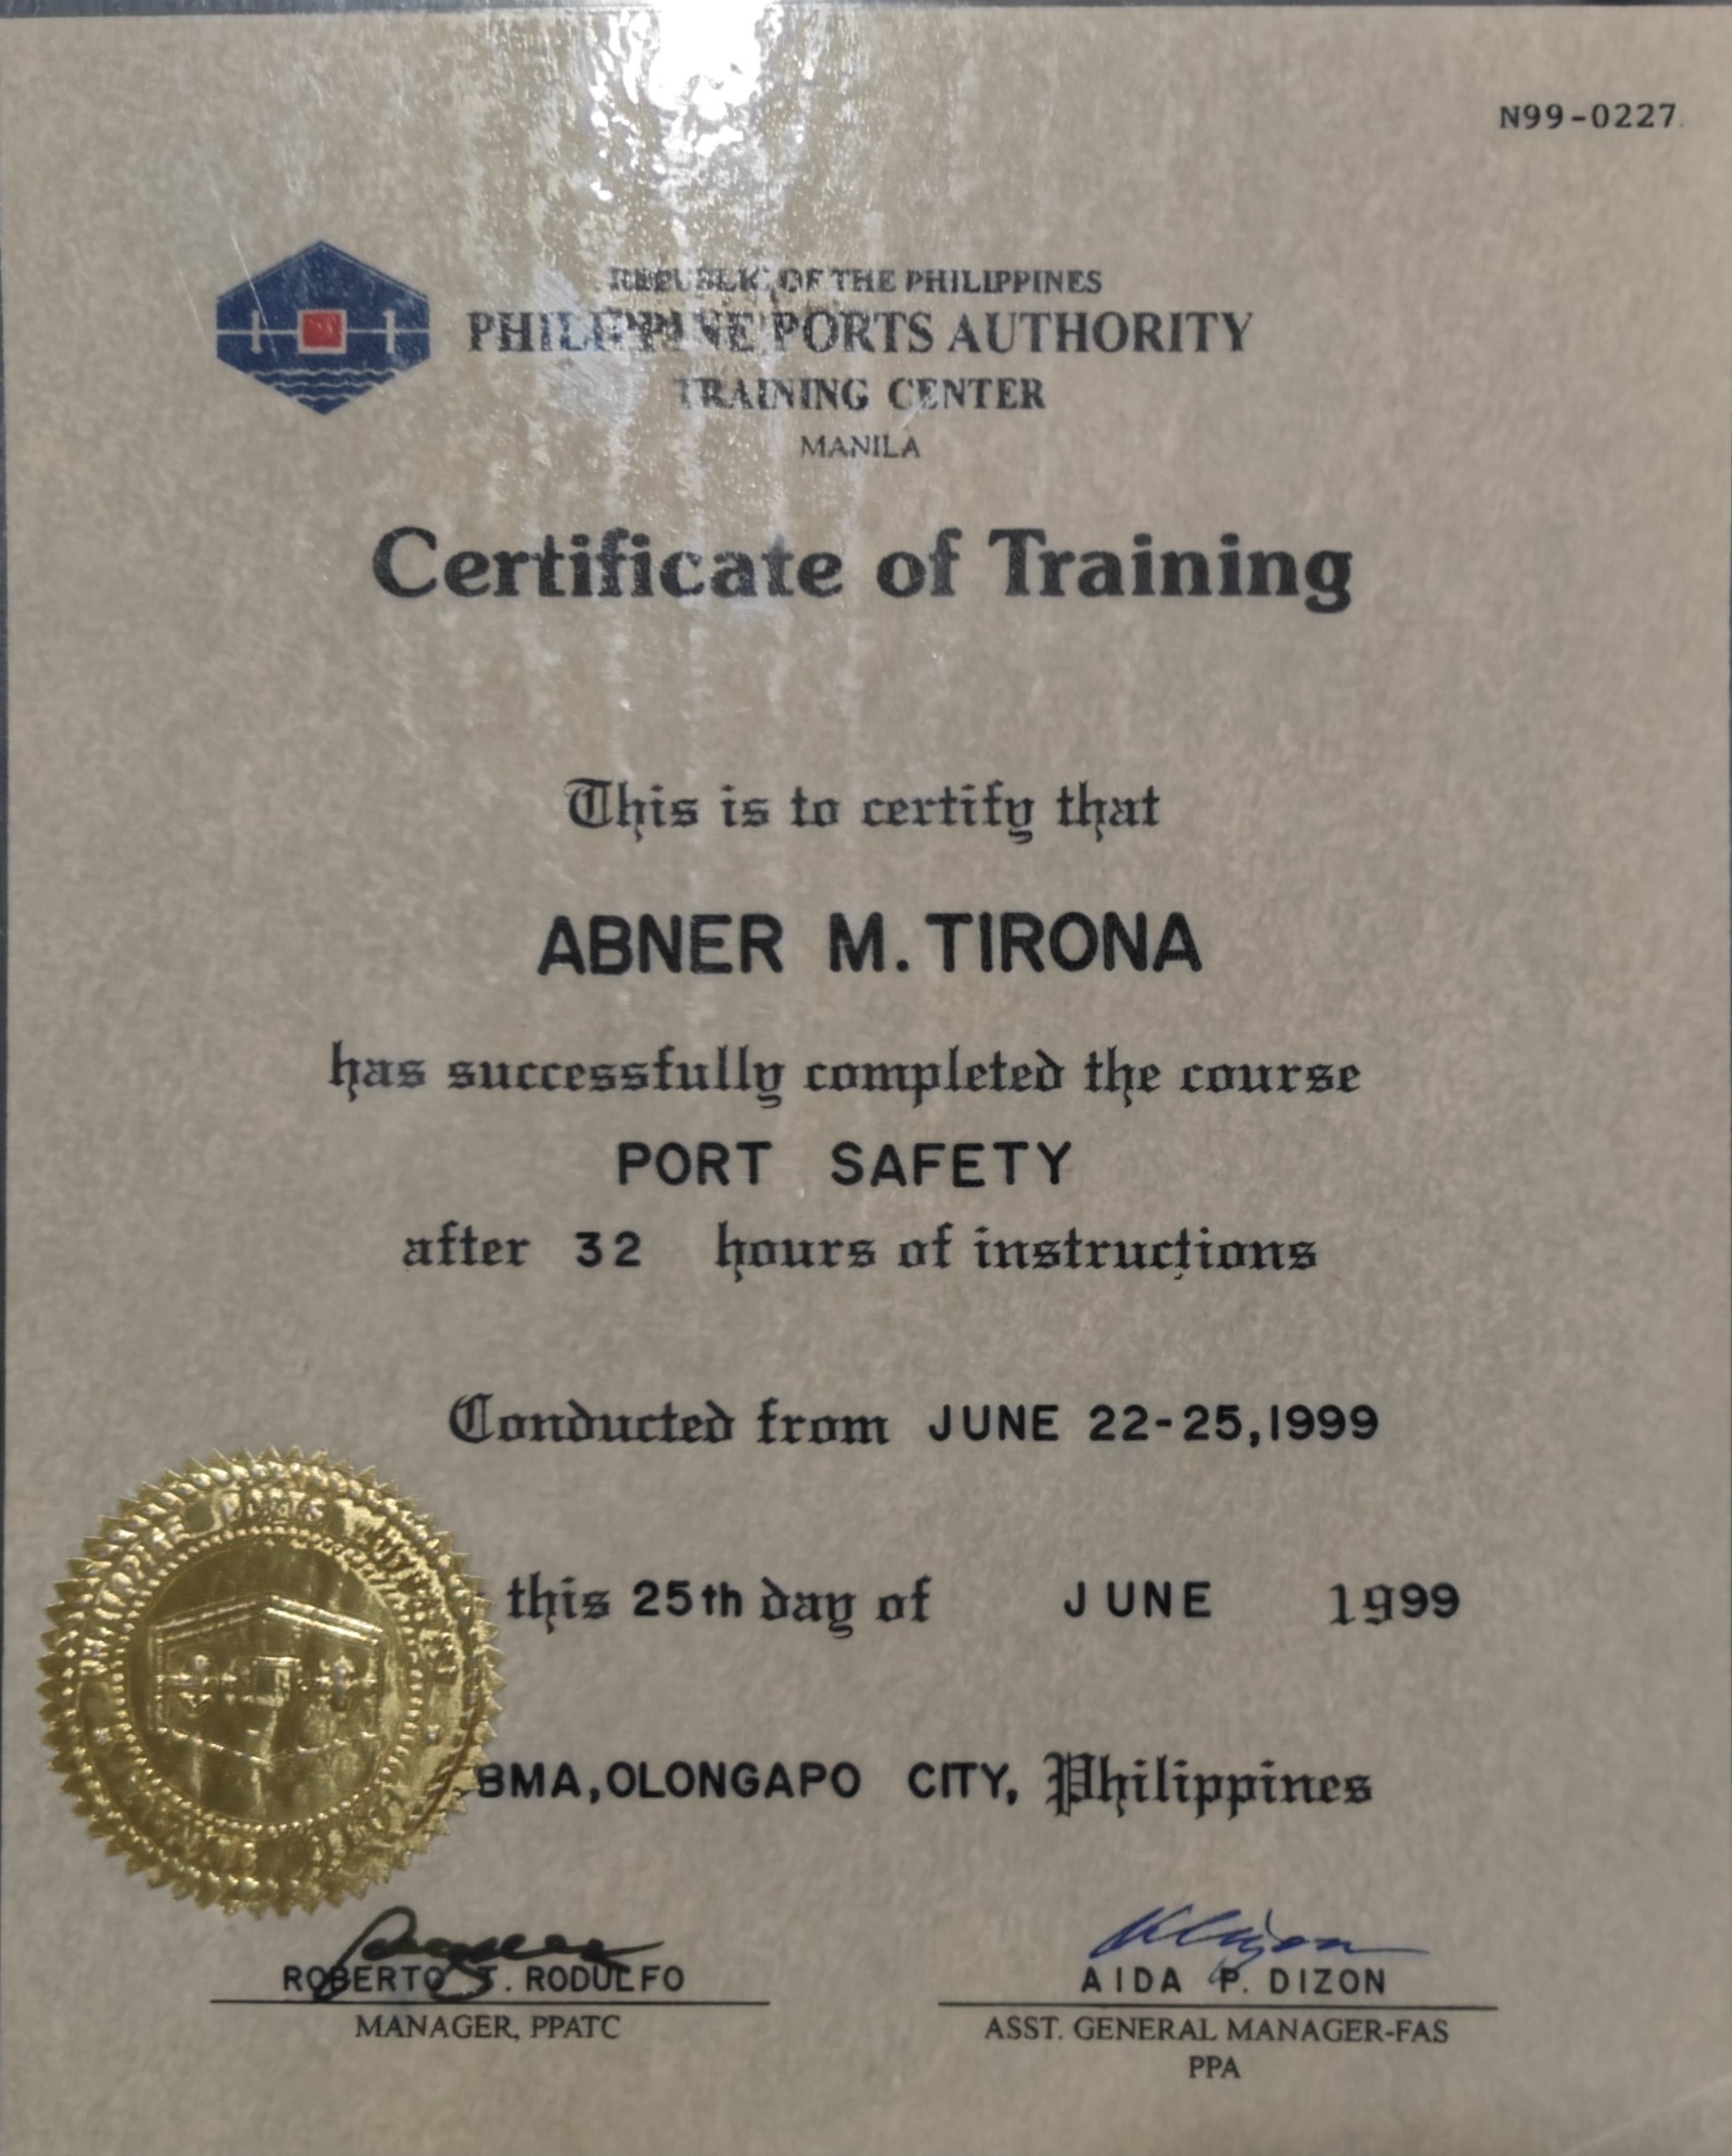 N99-0227
REPUBLIC OF THE PHILIPPINES
PHILIPPINE PORTS AUTHORITY
TRAINING CENTER
MANILA
Certificate of Training
This is to certify that
ABNER M. TIRONA
has successfully completed the course
PORT SAFETY
after 32 hours of instructions
Conducted from JUNE 22-25,1999
this 25th day of JUNE 1999
BMA,OLONGAPO CITY, Philippines
ROBERTO T. RODULFO
MANAGER, PPATC
AIDA P. DIZON
ASST. GENERAL MANAGER-FAS
PPA